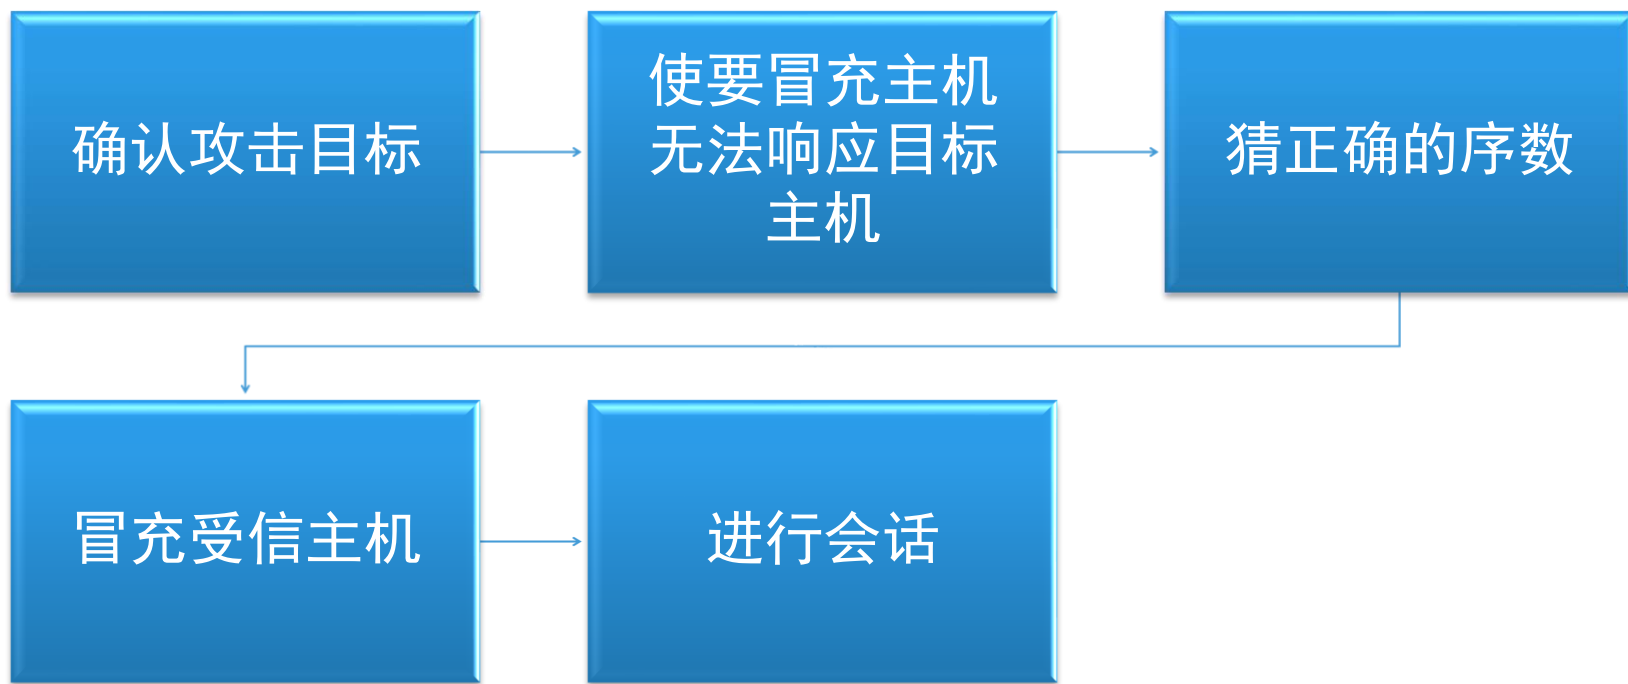 确认攻击目标
使要冒充主机
无法响应目标
主机
猜正确的序数
冒充受信主机
进行会话